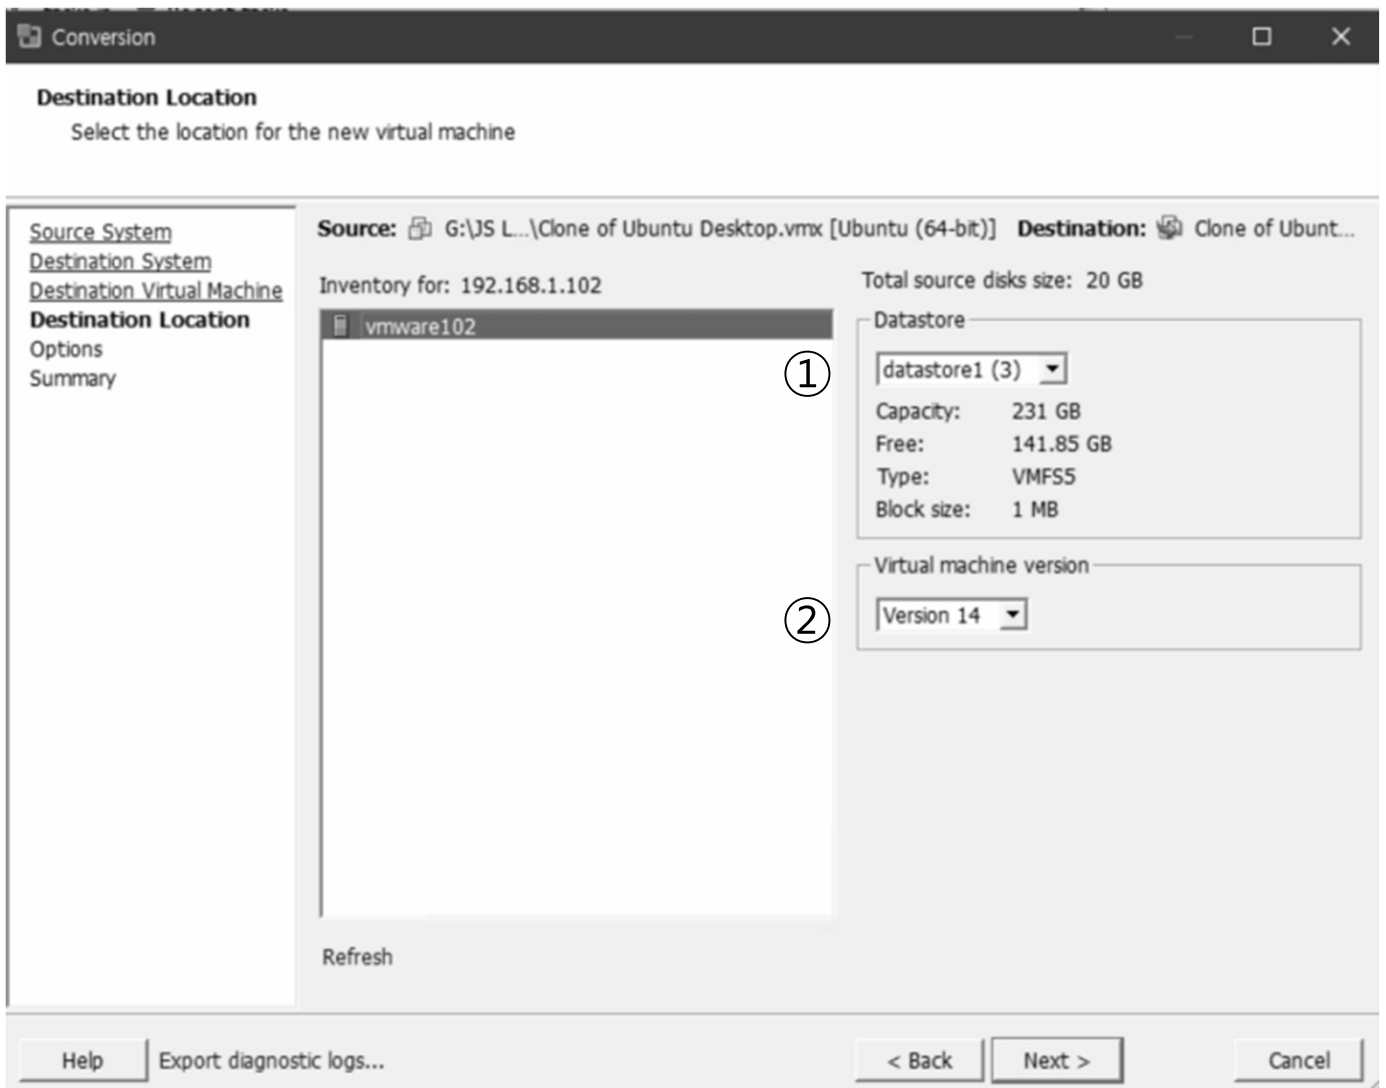 Conversion
Destination Location
Select the location for the new virtual machine
Source System
Destination System
Destination Virtual Machine
Destination Location
Options
Summary
Source: G:\JS L...\Clone of Ubuntu Desktop.vmx [Ubuntu (64-bit)] Destination: Clone of Ubunt...
Inventory for: 192.168.1.102
vmware102
Total source disks size: 20 GB
Datastore
① datastore1 (3)
Capacity: 231 GB
Free: 141.85 GB
Type: VMFS5
Block size: 1 MB
Virtual machine version
② Version 14
Refresh
Help Export diagnostic logs... < Back Next > Cancel